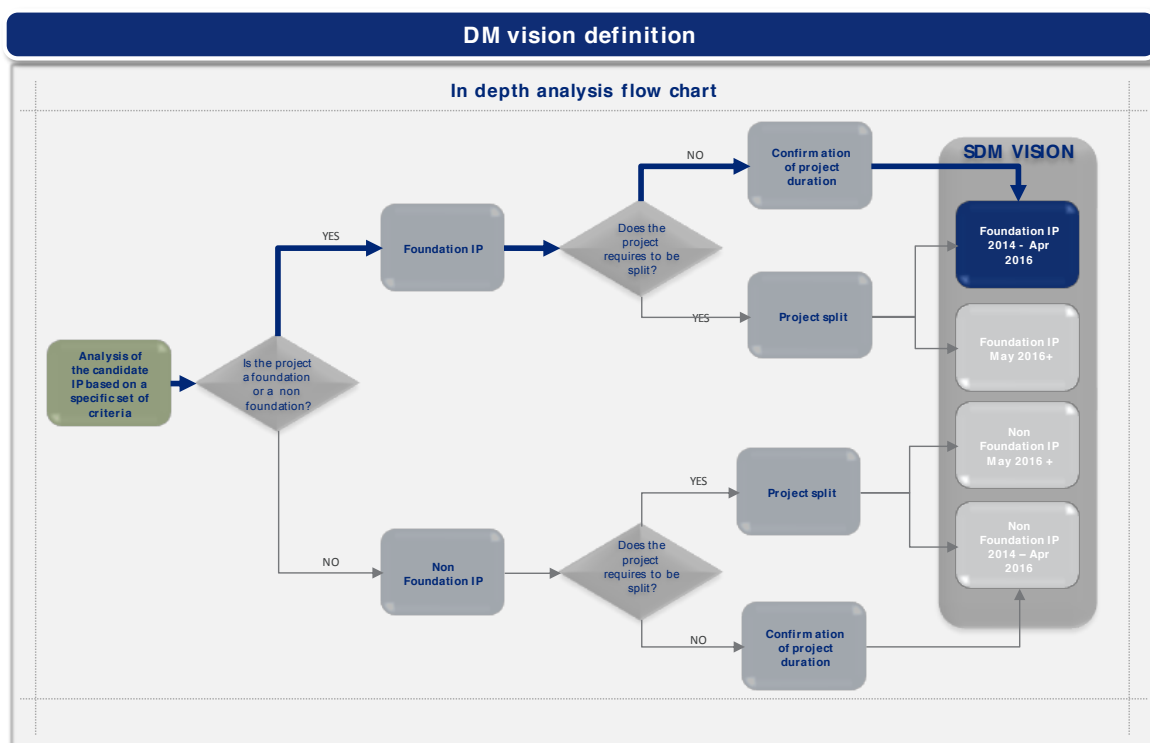 DM vision definition
In depth analysis flow chart
NO
Confirmation
of project
duration
SDM VISION
YES
Foundation IP
Does the
project
requires to be
split?
Foundation IP
2014 - Apr
2016
YES
Project split
Foundation IP
May 2016+
Analysis of
the candidate
IP based on a
specific set of
criteria
Is the project
a foundation
or a non
foundation?
Non
Foundation IP
May 2016 +
YES
Project split
NO
Non
Foundation IP
Does the
project
requires to be
split?
Non
Foundation IP
2014 – Apr
2016
NO
Confirmation
of project
duration